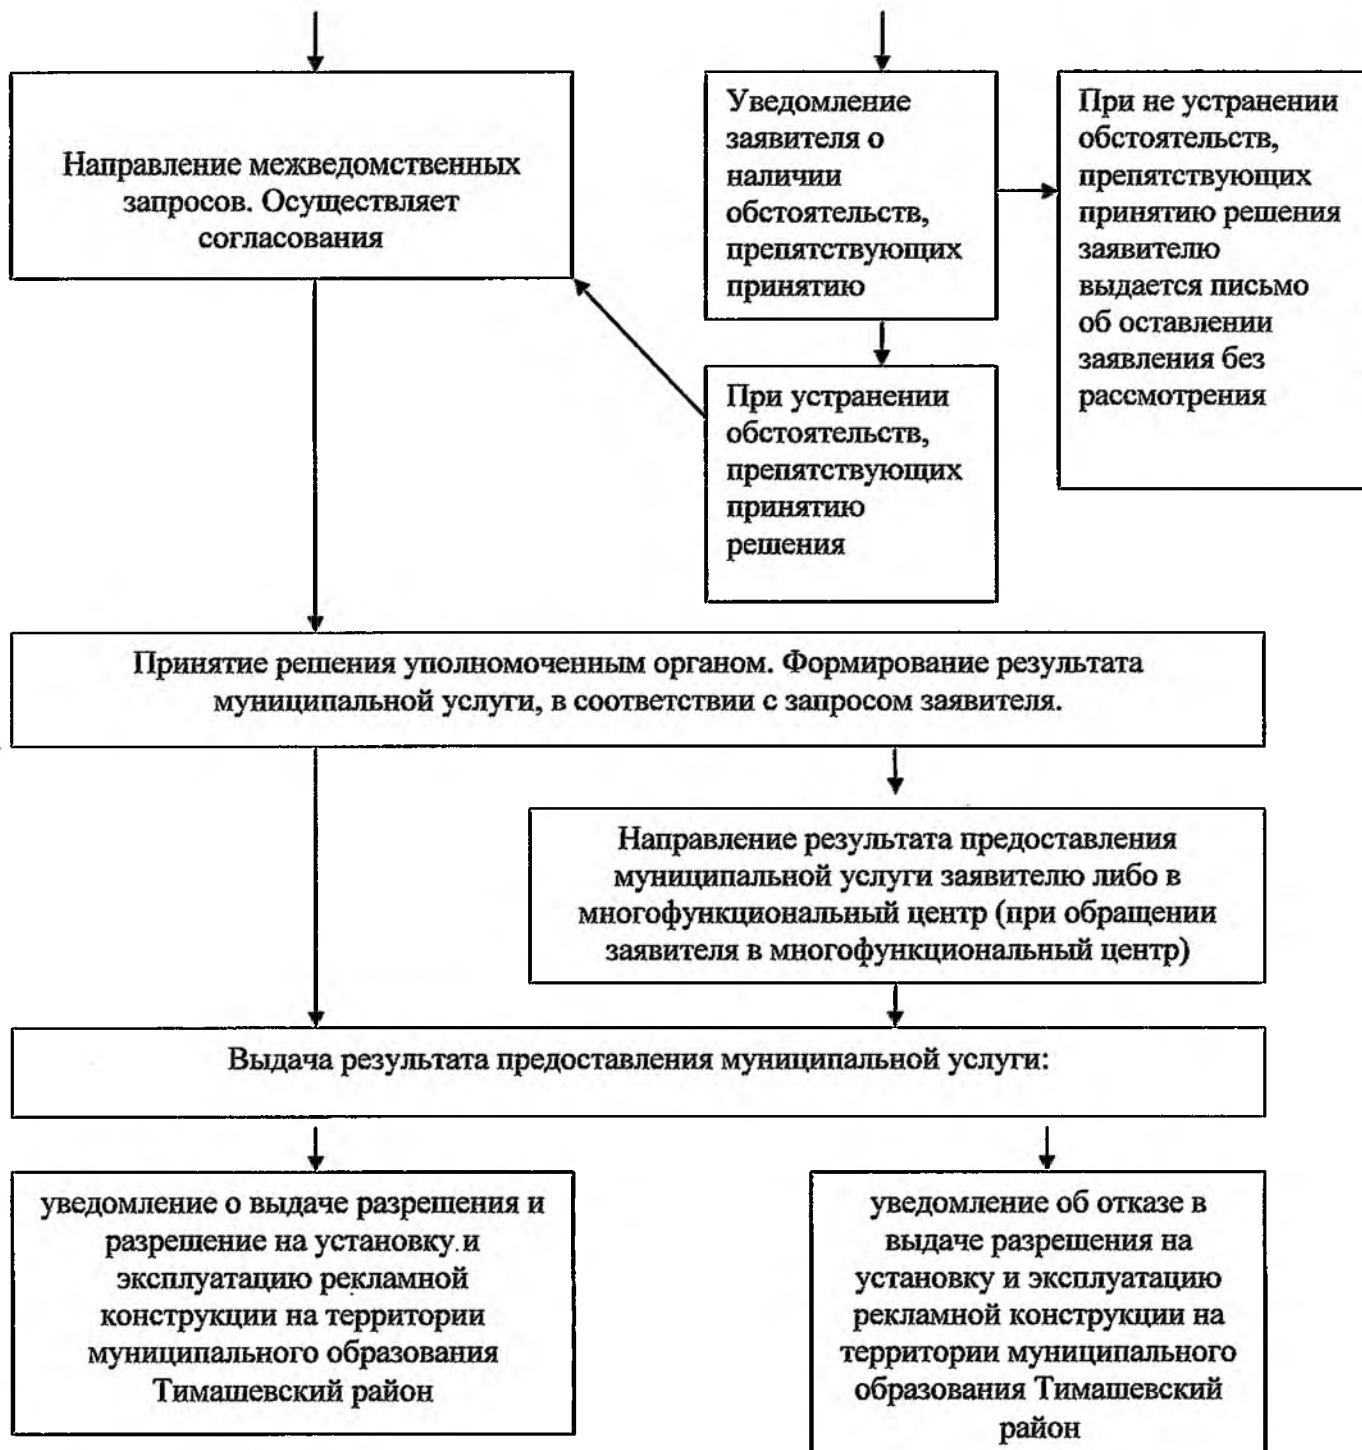 Направление межведомственных
запросов. Осуществляет
согласования
Уведомление
заявителя о
наличии
обстоятельств,
препятствующих
принятию
При не устранении
обстоятельств,
препятствующих
принятию решения
заявителю
выдается письмо
об оставлении
заявления без
рассмотрения
При устранении
обстоятельств,
препятствующих
принятию
решения
Принятие решения уполномоченным органом. Формирование результата
муниципальной услуги, в соответствии с запросом заявителя.
Направление результата предоставления
муниципальной услуги заявителю либо в
многофункциональный центр (при обращении
заявителя в многофункциональный центр)
Выдача результата предоставления муниципальной услуги:
уведомление о выдаче разрешения и
разрешение на установку и
эксплуатацию рекламной
конструкции на территории
муниципального образования
Тимашевский район
уведомление об отказе в
выдаче разрешения на
установку и эксплуатацию
рекламной конструкции на
территории муниципального
образования Тимашевский
район